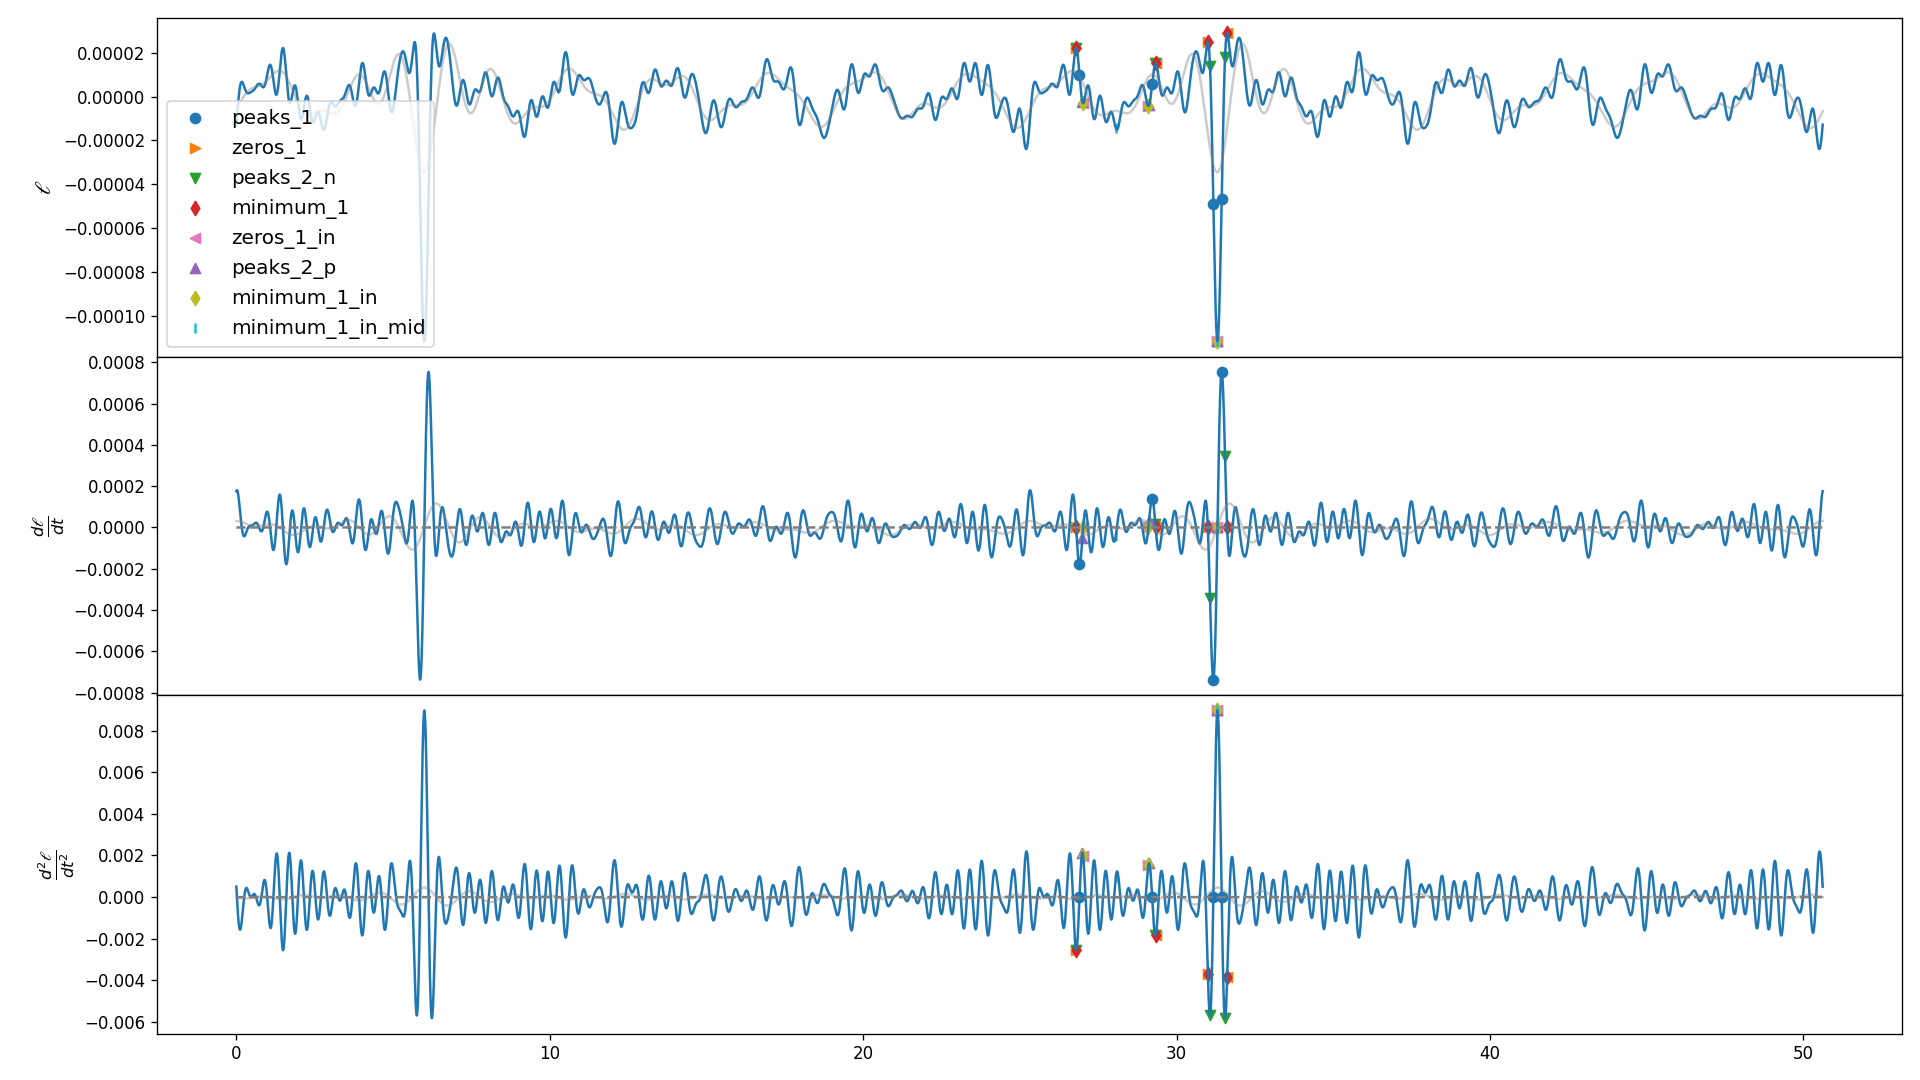 0.00002
0.00000
−0.00002
−0.00004
−0.00006
−0.00008
−0.00010
ℓ
peaks_1
zeros_1
peaks_2_n
minimum_1
zeros_1_in
peaks_2_p
minimum_1_in
minimum_1_in_mid
0.0008
0.0006
0.0004
0.0002
0.0000
−0.0002
−0.0004
−0.0006
−0.0008
dℓ/dt
0.008
0.006
0.004
0.002
0.000
−0.002
−0.004
−0.006
d²ℓ/dt²
0 10 20 30 40 50